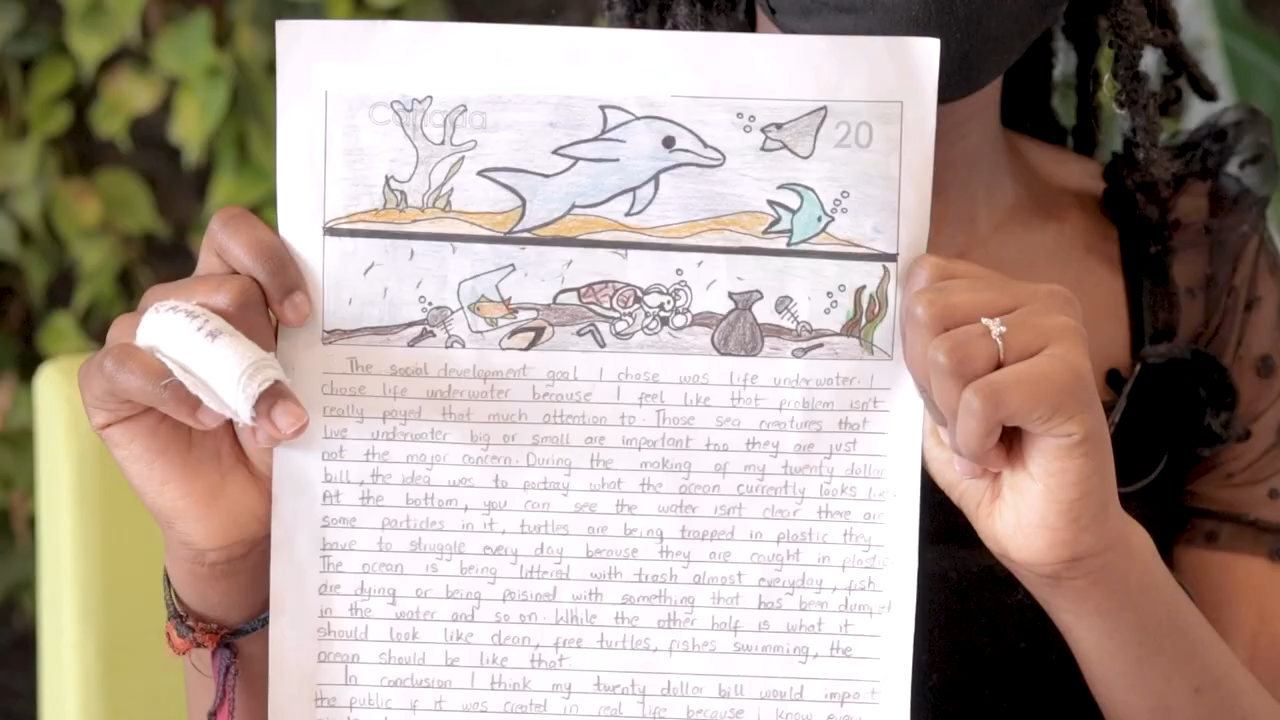 Canada
20
The social development goal I chose was life underwater. I
chose life underwater because I feel like that problem isn't
really payed that much attention to. Those sea creatures that
live underwater big or small are important too they are just
not the major concern. During the making of my twenty dollar
bill, the idea was to portray what the ocean currently looks
At the bottom, you can see the water isnt clear there are
some particles in it, turtles are being trapped in plastic they
have to struggle every day because they are caught in plastic
The ocean is being littered with trash almost everyday, fish
are dying or being poisined with something that has been
in the water and so on. While the other half is what it
should look like clean, free turtles, fishes swimming, the
ocean should be like that.
In conclusion I think my twenty dollar bill would impact
the public if it was created in real life because I know